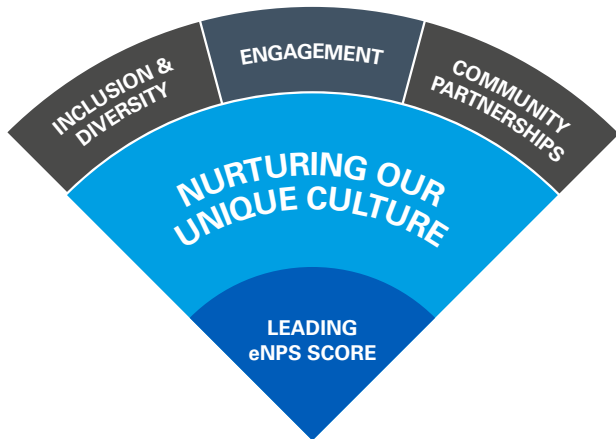 INCLUSION &
DIVERSITY
ENGAGEMENT
COMMUNITY
PARTNERSHIPS
NURTURING OUR
UNIQUE CULTURE
LEADING
eNPS SCORE